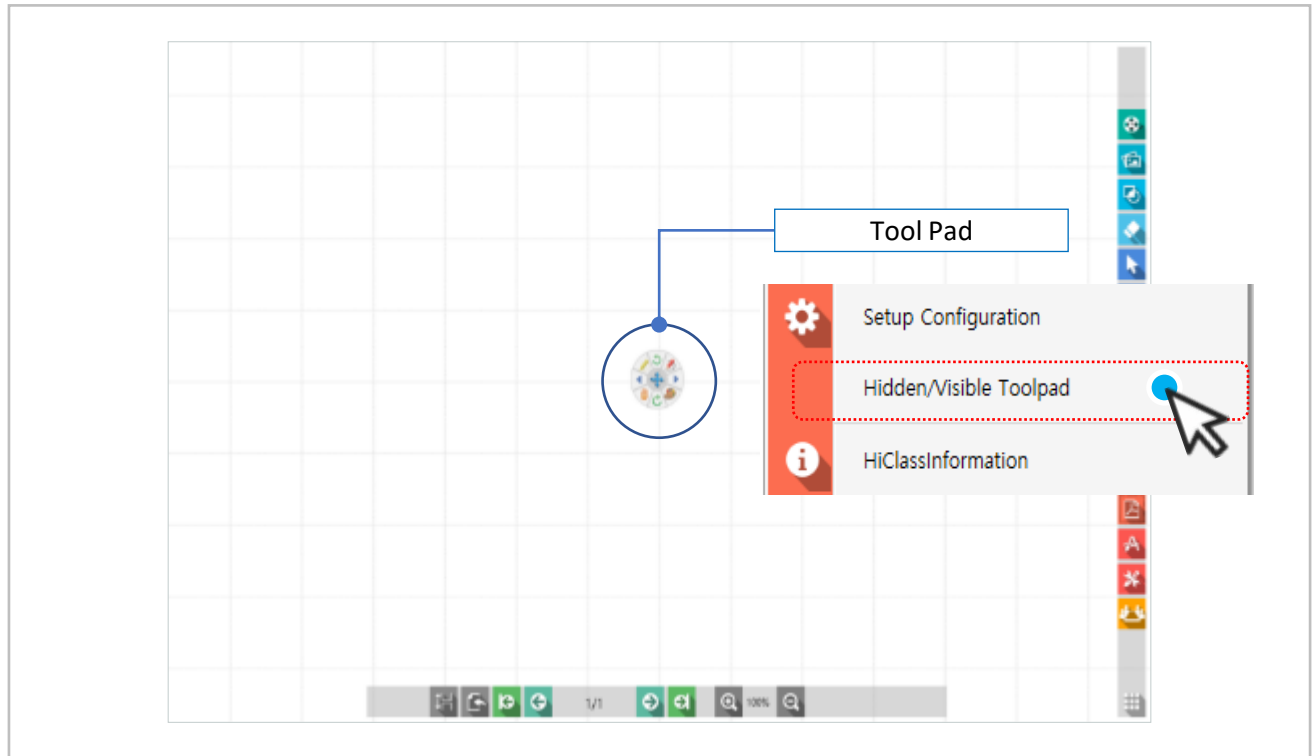 Tool Pad
Setup Configuration
Hidden/Visible Toolpad
HiClassInformation
1/1
100%